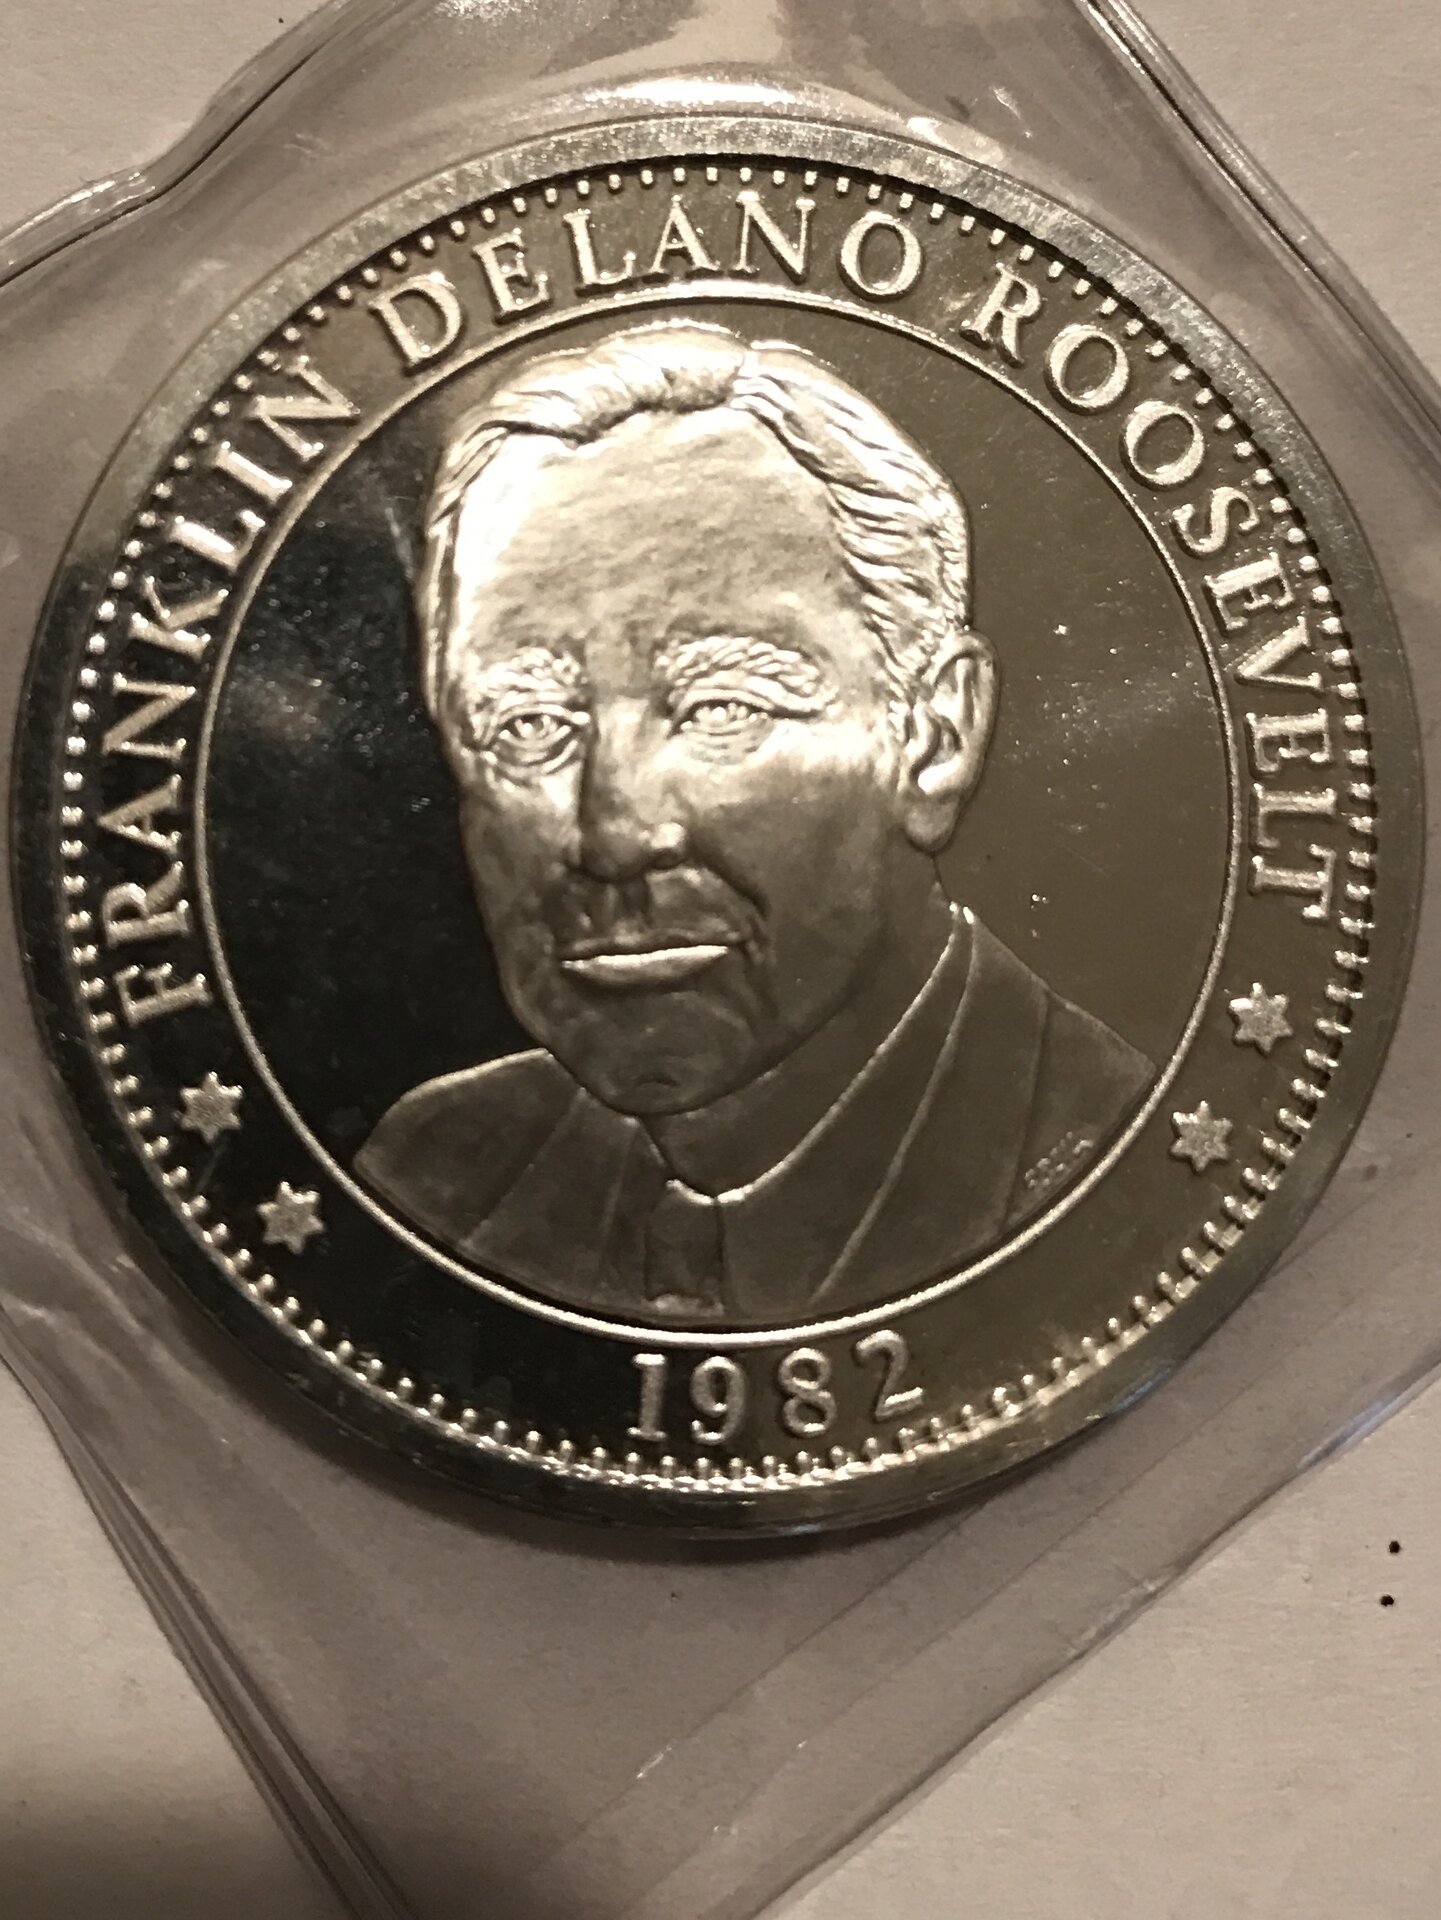 FRANKLIN DELANO ROOSEVELT
1982